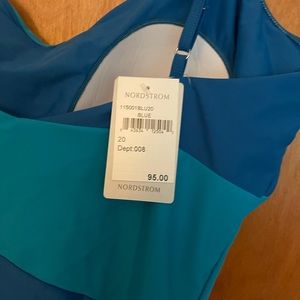 NORDSTROM
115001BLU20
BLUE
20
Dept:008
95.00
NORDSTROM